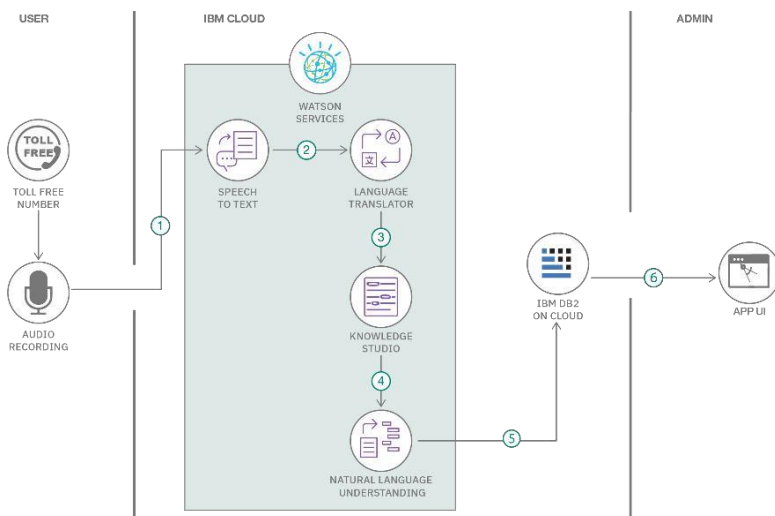 USER
IBM CLOUD
ADMIN
WATSON
SERVICES
TOLL
FREE
TOLL FREE
NUMBER
SPEECH
TO TEXT
2
A
文
LANGUAGE
TRANSLATOR
1
3
AUDIO
RECORDING
KNOWLEDGE
STUDIO
IBM DB2
ON CLOUD
6
APP UI
4
NATURAL LANGUAGE
UNDERSTANDING
5